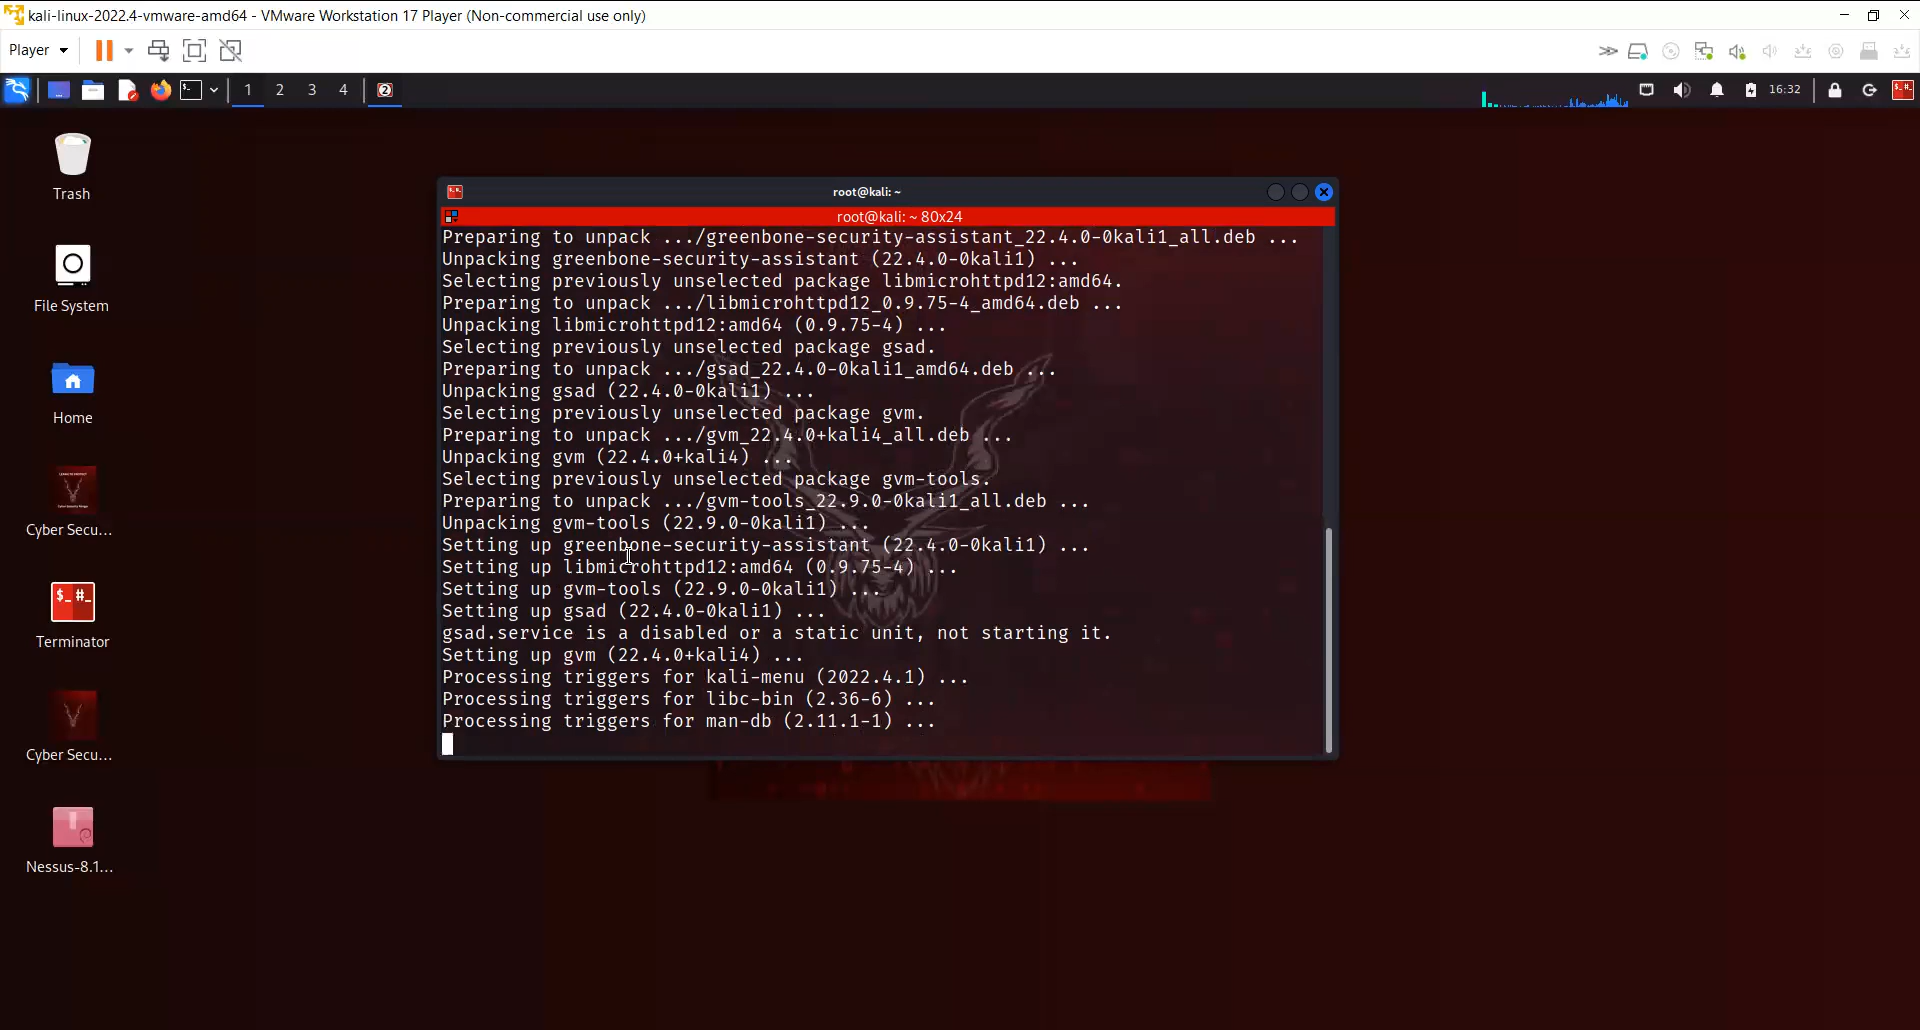 kali-linux-2022.4-vmware-amd64 - VMware Workstation 17 Player (Non-commercial use only)
Player
1 2 3 4
16:32
Trash
File System
Home
Cyber Secu...
Terminator
Cyber Secu...
Nessus-8.1...
root@kali: ~
root@kali: ~ 80x24
Preparing to unpack .../greenbone-security-assistant_22.4.0-0kali1_all.deb ...
Unpacking greenbone-security-assistant (22.4.0-0kali1) ...
Selecting previously unselected package libmicrohttpd12:amd64.
Preparing to unpack .../libmicrohttpd12_0.9.75-4_amd64.deb ...
Unpacking libmicrohttpd12:amd64 (0.9.75-4) ...
Selecting previously unselected package gsad.
Preparing to unpack .../gsad_22.4.0-0kali1_amd64.deb ...
Unpacking gsad (22.4.0-0kali1) ...
Selecting previously unselected package gvm.
Preparing to unpack .../gvm_22.4.0+kali4_all.deb ...
Unpacking gvm (22.4.0+kali4) ...
Selecting previously unselected package gvm-tools.
Preparing to unpack .../gvm-tools_22.9.0-0kali1_all.deb ...
Unpacking gvm-tools (22.9.0-0kali1) ...
Setting up greenbone-security-assistant (22.4.0-0kali1) ...
Setting up libmicrohttpd12:amd64 (0.9.75-4) ...
Setting up gvm-tools (22.9.0-0kali1) ...
Setting up gsad (22.4.0-0kali1) ...
gsad.service is a disabled or a static unit, not starting it.
Setting up gvm (22.4.0+kali4) ...
Processing triggers for kali-menu (2022.4.1) ...
Processing triggers for libc-bin (2.36-6) ...
Processing triggers for man-db (2.11.1-1) ...